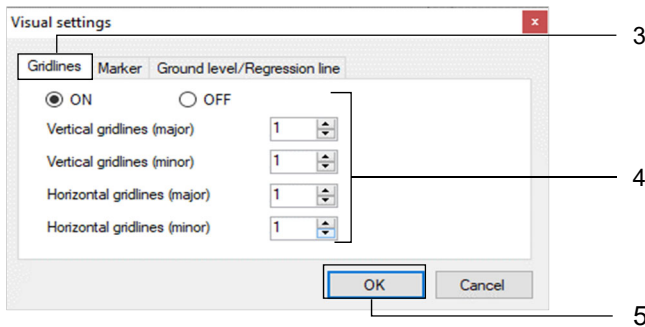 Visual settings
x
3
Gridlines Marker Ground level/Regression line
ON OFF
Vertical gridlines (major) 1
4
Vertical gridlines (minor) 1
Horizontal gridlines (major) 1
Horizontal gridlines (minor) 1
OK Cancel
5